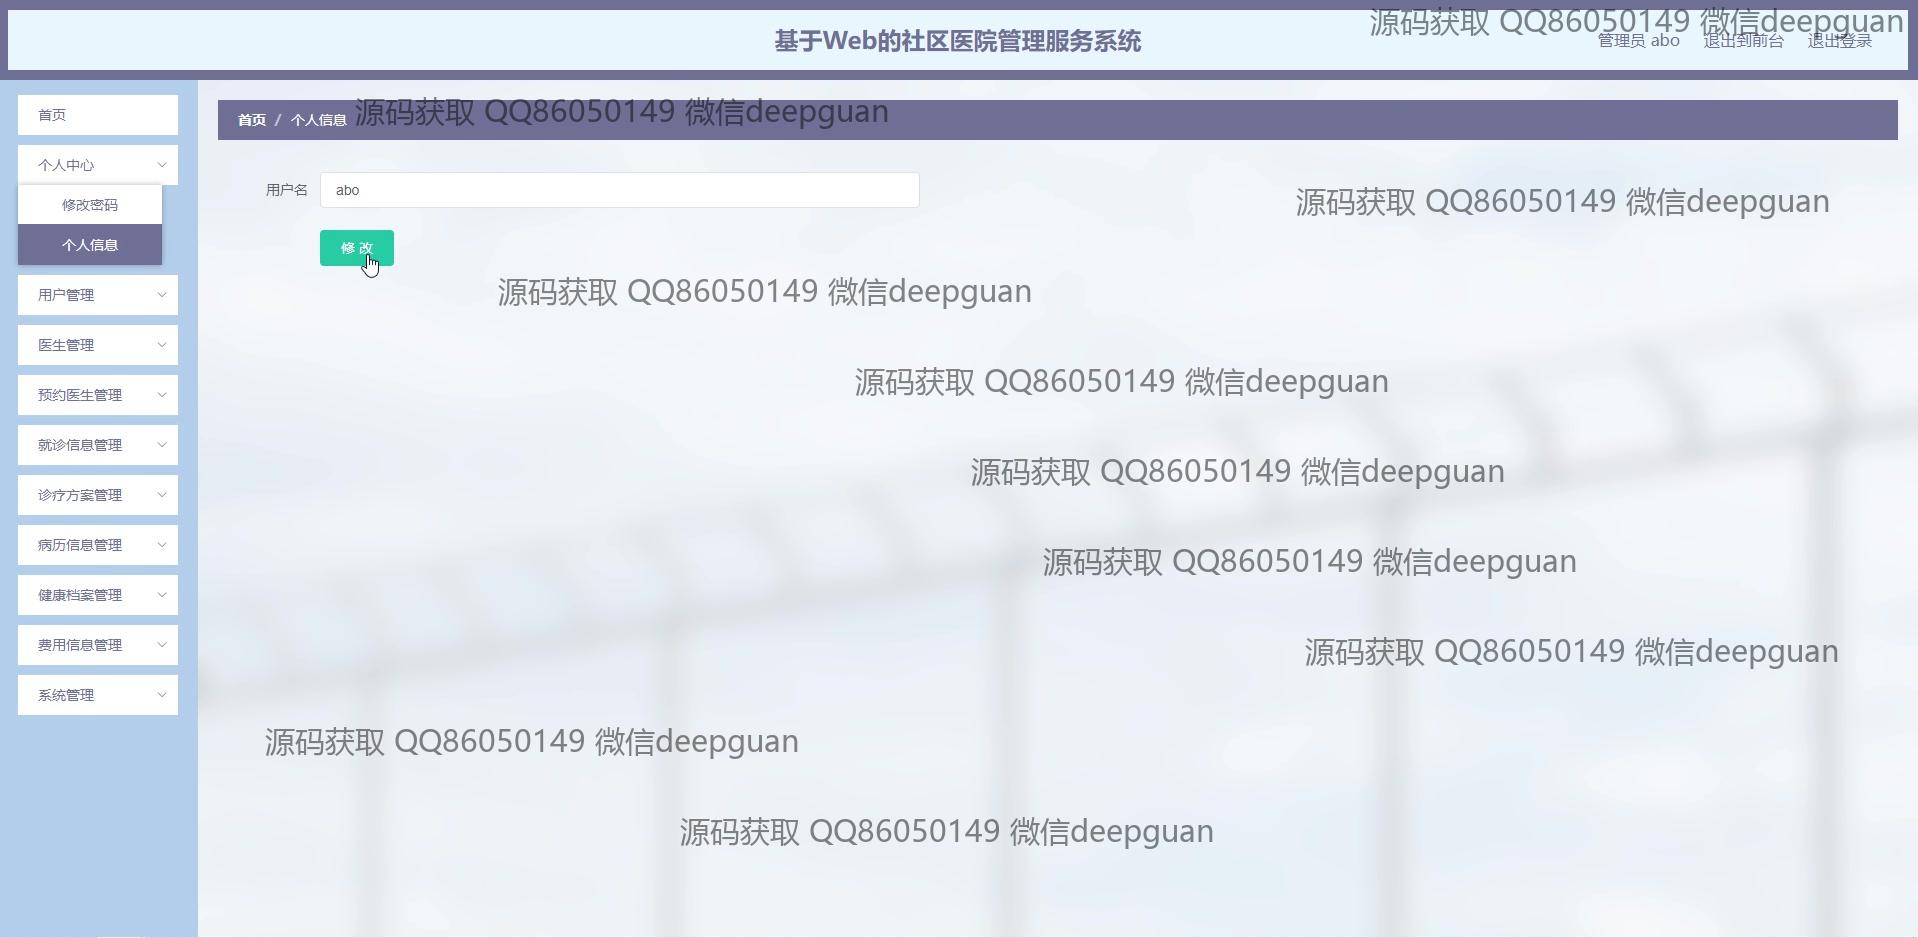 源码获取 QQ86050149 微信deepguan
基于Web的社区医院管理服务系统
管理员 abo 退出到前台 退出登录
首页
个人中心
修改密码
个人信息
用户管理
医生管理
预约医生管理
就诊信息管理
诊疗方案管理
病历信息管理
健康档案管理
费用信息管理
系统管理
首页 / 个人信息
源码获取 QQ86050149 微信deepguan
用户名 abo
源码获取 QQ86050149 微信deepguan
修 改
源码获取 QQ86050149 微信deepguan
源码获取 QQ86050149 微信deepguan
源码获取 QQ86050149 微信deepguan
源码获取 QQ86050149 微信deepguan
源码获取 QQ86050149 微信deepguan
源码获取 QQ86050149 微信deepguan
源码获取 QQ86050149 微信deepguan